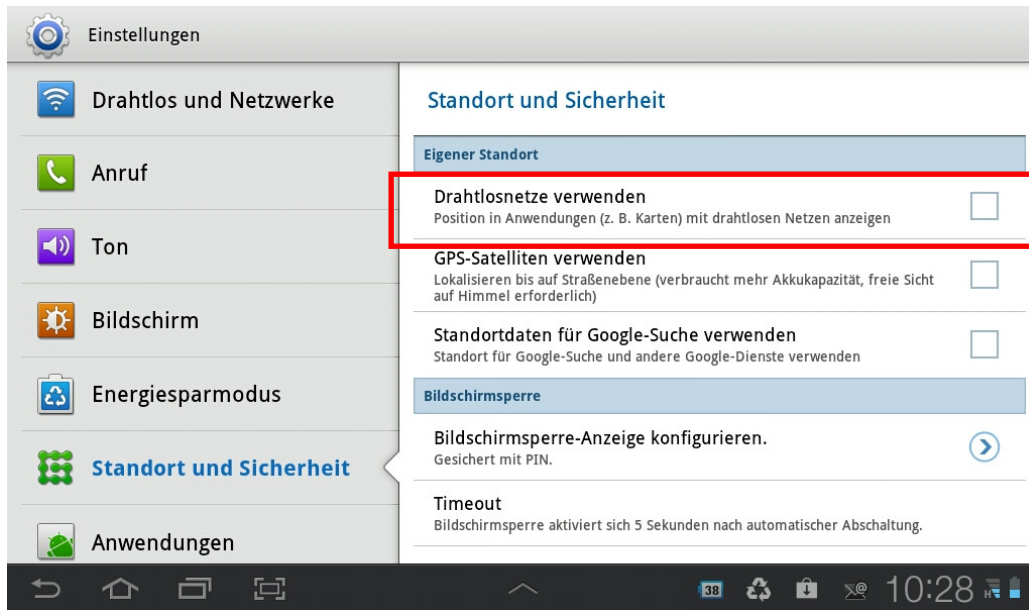 Einstellungen
Drahtlos und Netzwerke
Anruf
Ton
Bildschirm
Energiesparmodus
Standort und Sicherheit
Anwendungen
Standort und Sicherheit
Eigener Standort
Drahtlosnetze verwenden
Position in Anwendungen (z. B. Karten) mit drahtlosen Netzen anzeigen
GPS-Satelliten verwenden
Lokalisieren bis auf Straßenebene (verbraucht mehr Akkukapazität, freie Sicht
auf Himmel erforderlich)
Standortdaten für Google-Suche verwenden
Standort für Google-Suche und andere Google-Dienste verwenden
Bildschirmsperre
Bildschirmsperre-Anzeige konfigurieren.
Gesichert mit PIN.
Timeout
Bildschirmsperre aktiviert sich 5 Sekunden nach automatischer Abschaltung.
38
10:28
H